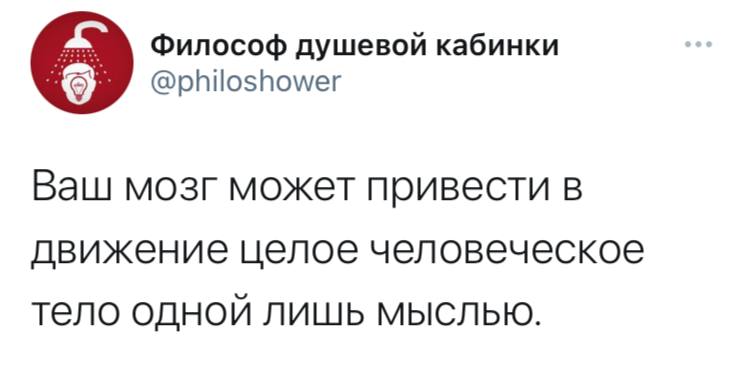 Философ душевой кабинки
@philoshower
Ваш мозг может привести в
движение целое человеческое
тело одной лишь мыслью.